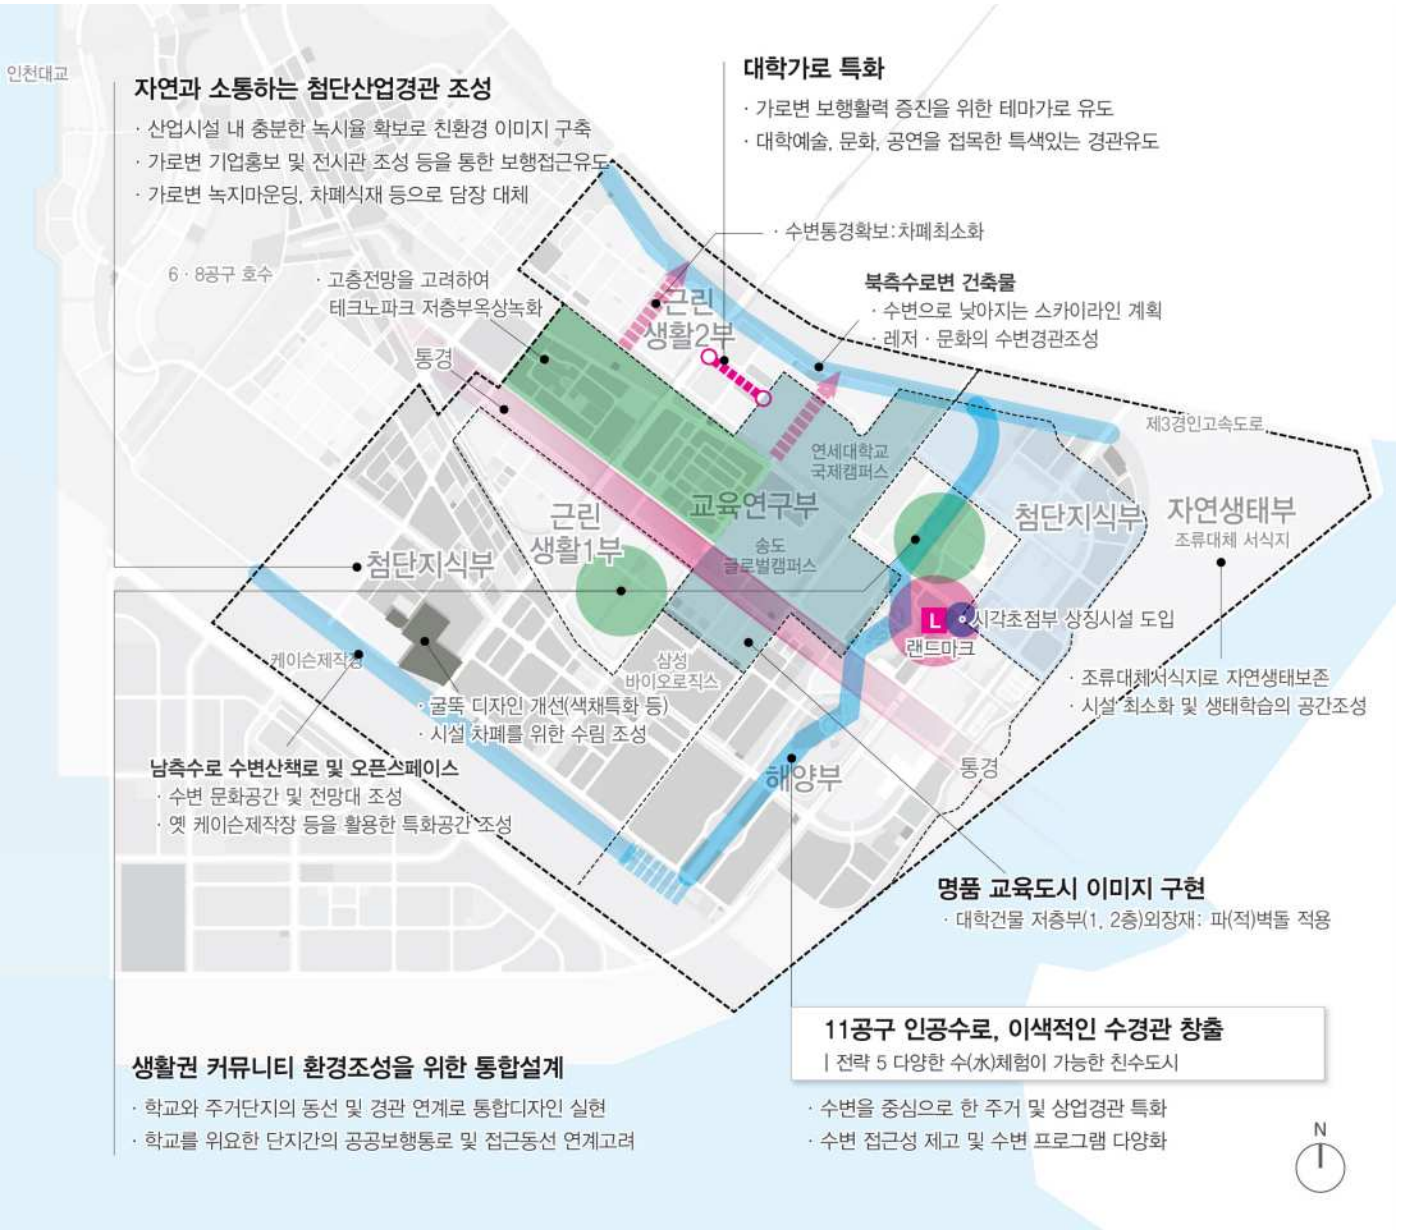 인천대교
자연과 소통하는 첨단산업경관 조성
· 산업시설 내 충분한 녹시율 확보로 친환경 이미지 구축
· 가로변 기업홍보 및 전시관 조성 등을 통한 보행접근유도
· 가로변 녹지마운딩, 차폐식재 등으로 담장 대체
대학가로 특화
· 가로변 보행활력 증진을 위한 테마가로 유도
· 대학예술, 문화, 공연을 접목한 특색있는 경관유도
· 수변통경확보:차폐최소화
6 · 8공구 호수
· 고층전망을 고려하여
테크노파크 저층부옥상녹화
북측수로변 건축물
· 수변으로 낮아지는 스카이라인 계획
· 레저 · 문화의 수변경관조성
근린
생활2부
통경
제3경인고속도로
연세대학교
국제캠퍼스
교육연구부
근린
생활1부
송도
글로벌캠퍼스
첨단지식부
자연생태부
조류대체 서식지
첨단지식부
L
랜드마크
· 시각초점부 상징시설 도입
케이슨제작장
삼성
바이오로직스
· 조류대체서식지로 자연생태보존
· 시설 최소화 및 생태학습의 공간조성
· 굴뚝 디자인 개선(색채특화 등)
· 시설 차폐를 위한 수림 조성
남측수로 수변산책로 및 오픈스페이스
· 수변 문화공간 및 전망대 조성
· 옛 케이슨제작장 등을 활용한 특화공간 조성
해양부
통경
명품 교육도시 이미지 구현
· 대학건물 저층부(1, 2층)외장재: 파(적)벽돌 적용
11공구 인공수로, 이색적인 수경관 창출
| 전략 5 다양한 수(水)체험이 가능한 친수도시
· 수변을 중심으로 한 주거 및 상업경관 특화
· 수변 접근성 제고 및 수변 프로그램 다양화
생활권 커뮤니티 환경조성을 위한 통합설계
· 학교와 주거단지의 동선 및 경관 연계로 통합디자인 실현
· 학교를 위요한 단지간의 공공보행통로 및 접근동선 연계고려
N